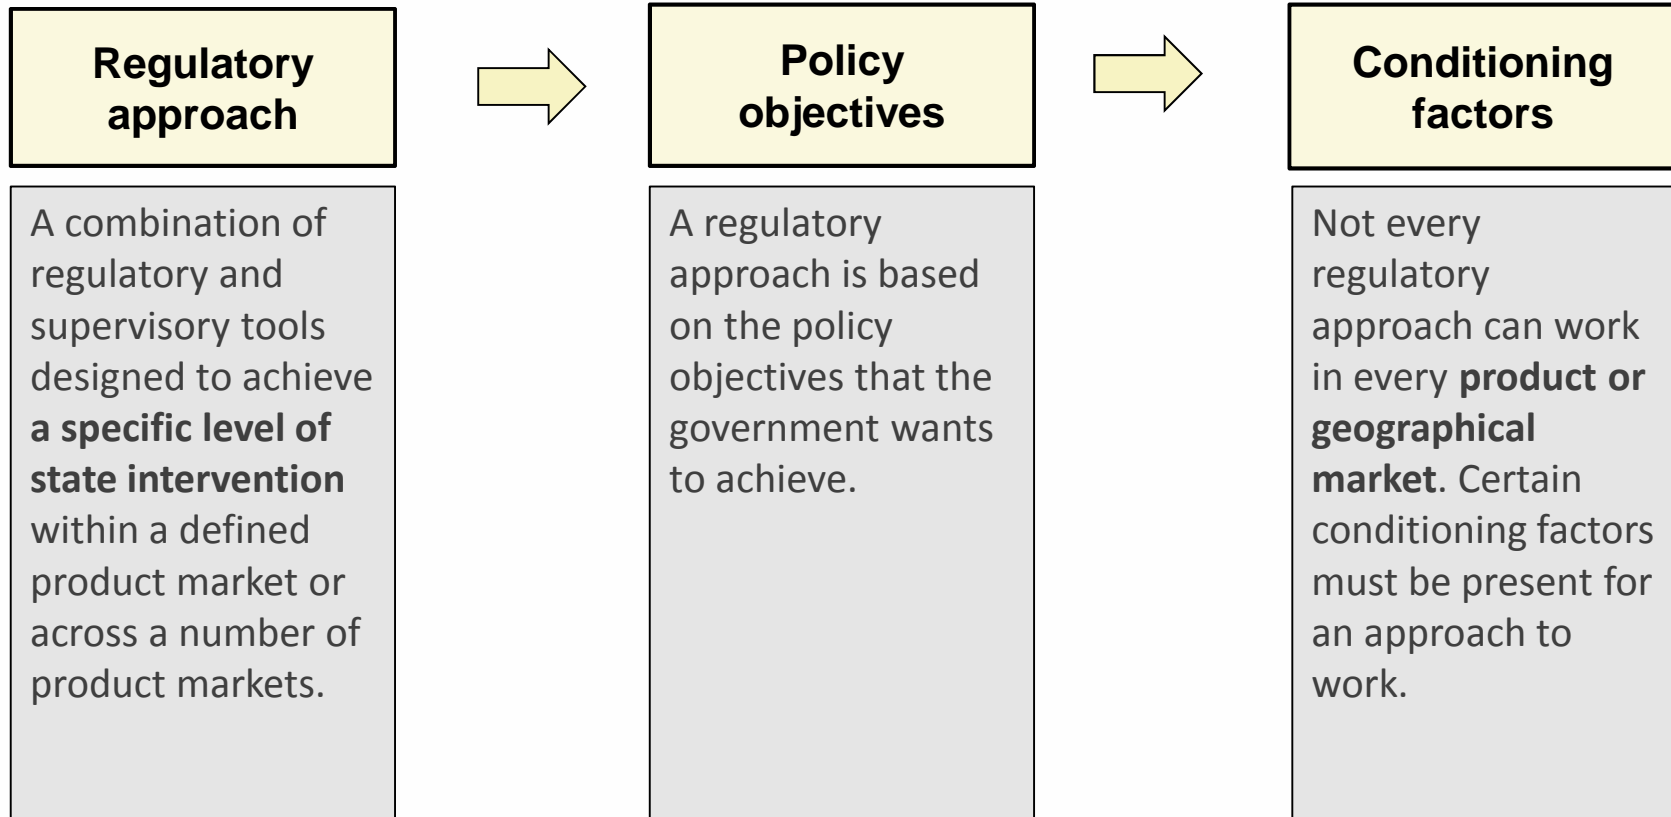 Regulatory
approach
Policy
objectives
Conditioning
factors
A combination of
regulatory and
supervisory tools
designed to achieve
a specific level of
state intervention
within a defined
product market or
across a number of
product markets.
A regulatory
approach is based
on the policy
objectives that the
government wants
to achieve.
Not every
regulatory
approach can work
in every product or
geographical
market. Certain
conditioning factors
must be present for
an approach to
work.